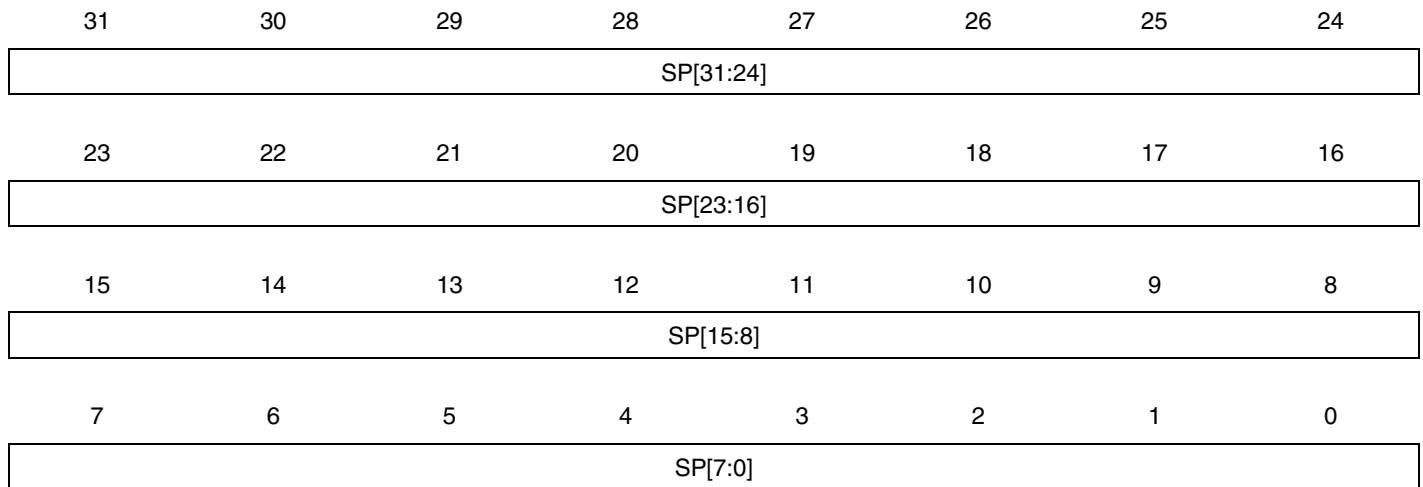 31 30 29 28 27 26 25 24
SP[31:24]
23 22 21 20 19 18 17 16
SP[23:16]
15 14 13 12 11 10 9 8
SP[15:8]
7 6 5 4 3 2 1 0
SP[7:0]